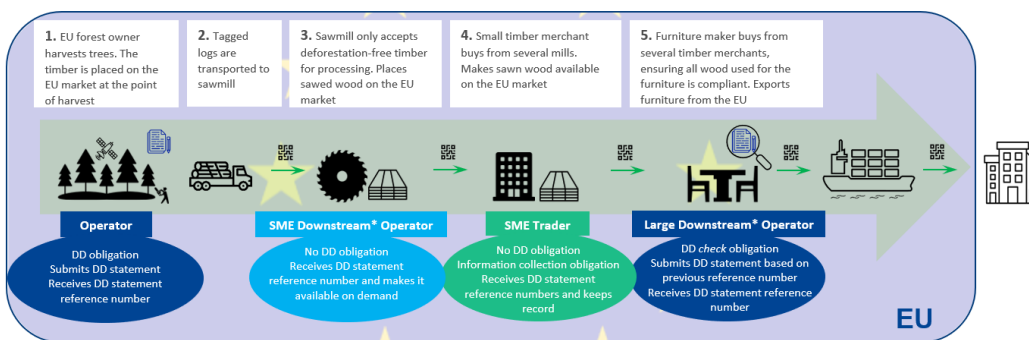 1. EU forest owner
harvests trees. The
timber is placed on the
EU market at the point
of harvest
2. Tagged
logs are
transported to
sawmill
3. Sawmill only accepts
deforestation-free timber
for processing. Places
sawed wood on the EU
market
4. Small timber merchant
buys from several mills.
Makes sawn wood available
on the EU market
5. Furniture maker buys from
several timber merchants,
ensuring all wood used for the
furniture is compliant. Exports
furniture from the EU
Operator
DD obligation
Submits DD statement
Receives DD statement
reference number
SME Downstream* Operator
No DD obligation
Receives DD statement
reference number and makes it
available on demand
SME Trader
No DD obligation
Information collection obligation
Receives DD statement
reference numbers and keeps
record
Large Downstream* Operator
DD check obligation
Submits DD statement based on
previous reference number
Receives DD statement reference
number
EU